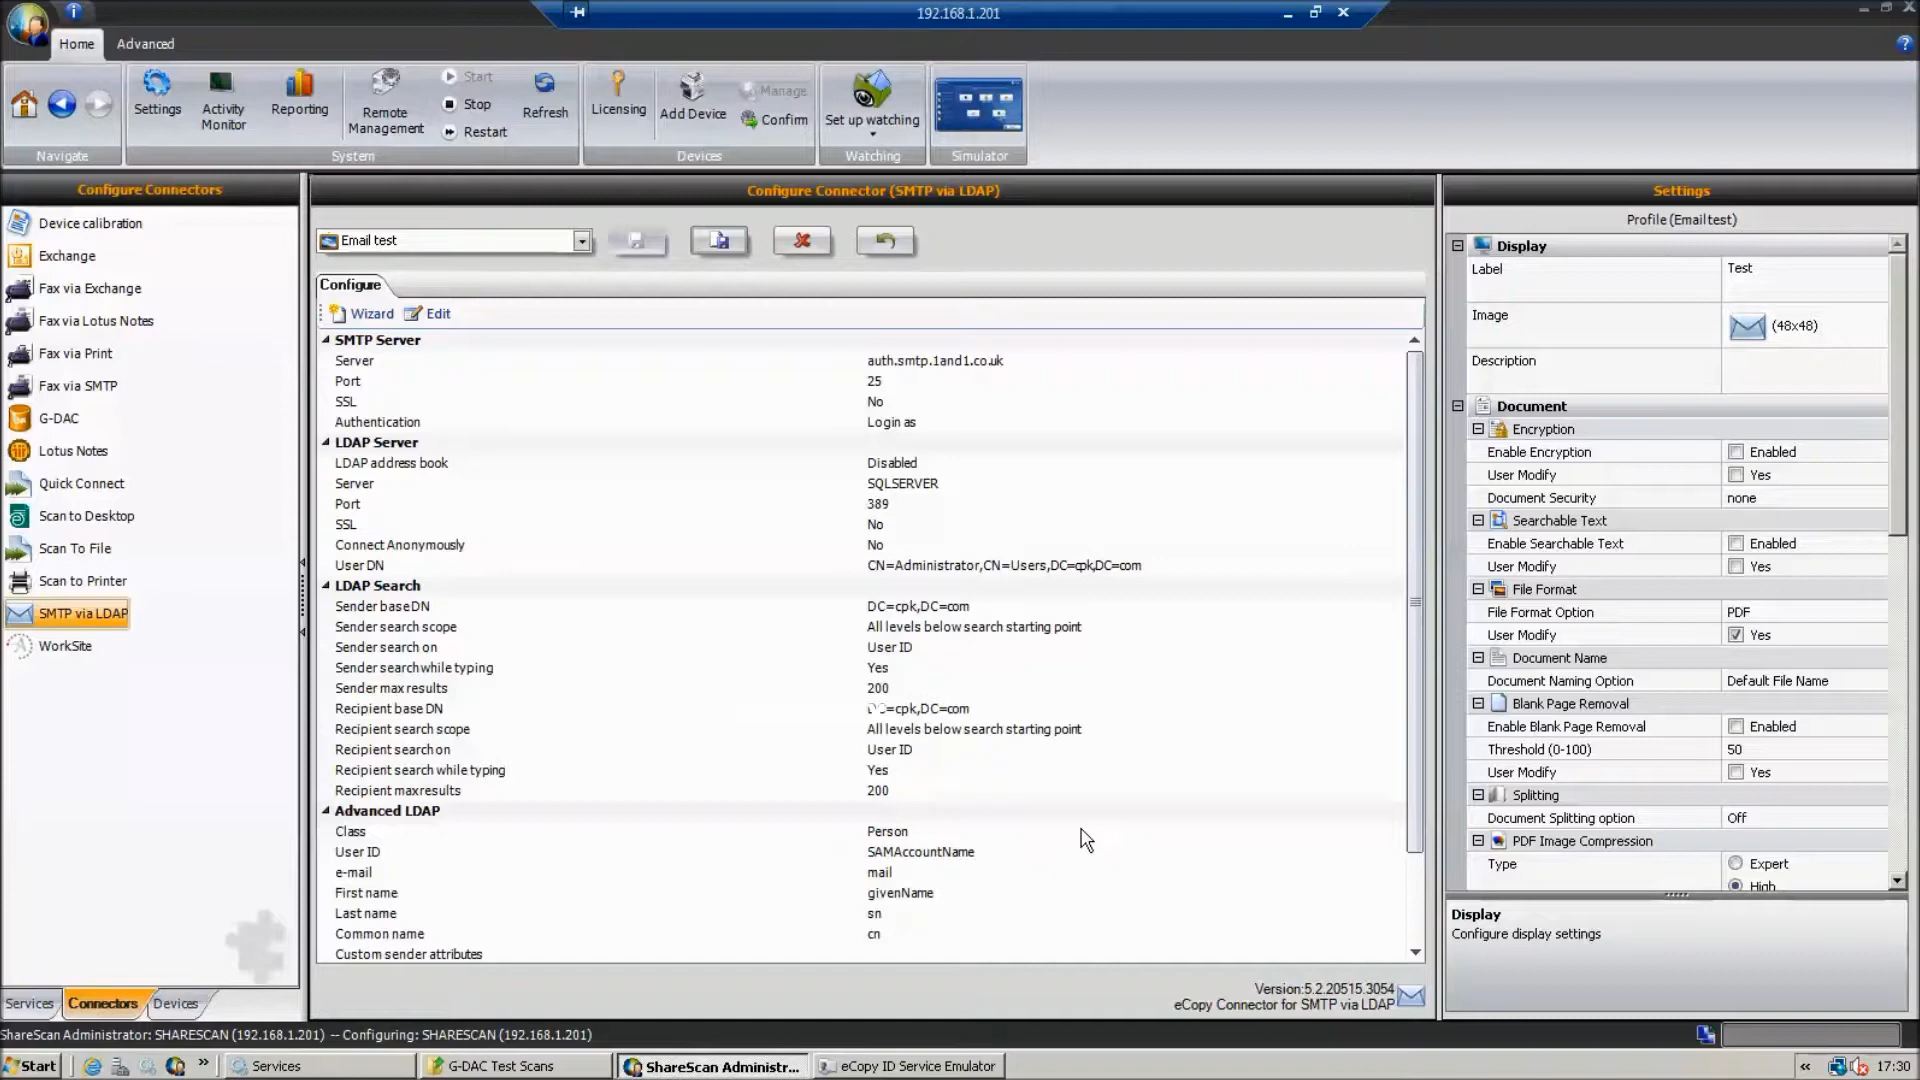 192.168.1.201
Home Advanced
Settings Activity Monitor Reporting Remote Management Start Stop Restart Refresh Licensing Add Device Manage Confirm Set up watching
Navigate System Devices Watching Simulator
Configure Connectors
Device calibration
Exchange
Fax via Exchange
Fax via Lotus Notes
Fax via Print
Fax via SMTP
G-DAC
Lotus Notes
Quick Connect
Scan to Desktop
Scan To File
Scan to Printer
SMTP via LDAP
WorkSite
Services Connectors Devices
Configure Connector (SMTP via LDAP)
Email test
Configure
Wizard Edit
SMTP Server
Server auth.smtp.1and1.co.uk
Port 25
SSL No
Authentication Login as
LDAP Server
LDAP address book Disabled
Server SQLSERVER
Port 389
SSL No
Connect Anonymously No
User DN CN=Administrator,CN=Users,DC=cpk,DC=com
LDAP Search
Sender base DN DC=cpk,DC=com
Sender search scope All levels below search starting point
Sender search on User ID
Sender search while typing Yes
Sender max results 200
Recipient base DN DC=cpk,DC=com
Recipient search scope All levels below search starting point
Recipient search on User ID
Recipient search while typing Yes
Recipient max results 200
Advanced LDAP
Class Person
User ID SAMAccountName
e-mail mail
First name givenName
Last name sn
Common name cn
Custom sender attributes
Version:5.2.20515.3054
eCopy Connector for SMTP via LDAP
Settings
Profile (Email test)
Display
Label Test
Image (48x48)
Description
Document
Encryption
Enable Encryption Enabled
User Modify Yes
Document Security none
Searchable Text
Enable Searchable Text Enabled
User Modify Yes
File Format
File Format Option PDF
User Modify Yes
Document Name
Document Naming Option Default File Name
Blank Page Removal
Enable Blank Page Removal Enabled
Threshold (0-100) 50
User Modify Yes
Splitting
Document Splitting option Off
PDF Image Compression
Type Expert
High
Display
Configure display settings
ShareScan Administrator: SHARESCAN (192.168.1.201) -- Configuring: SHARESCAN (192.168.1.201)
Start » Services G-DAC Test Scans ShareScan Administr... eCopy ID Service Emulator « 17:30